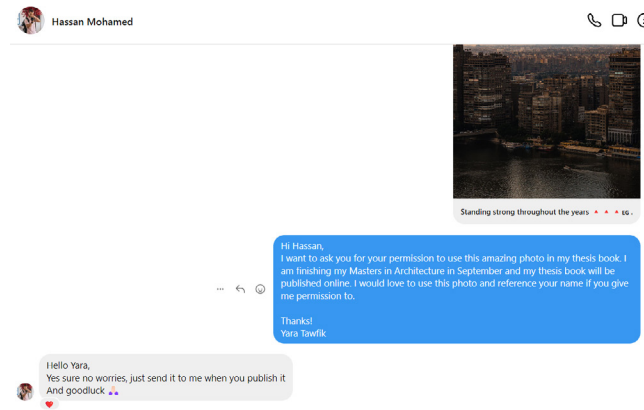 Hassan Mohamed
Standing strong throughout the years 🔺🔺🔺EG .
Hi Hassan,
I want to ask you for your permission to use this amazing photo in my thesis book. I
am finishing my Masters in Architecture in September and my thesis book will be
published online. I would love to use this photo and reference your name if you give
me permission to.
Thanks!
Yara Tawfik
Hello Yara,
Yes sure no worries, just send it to me when you publish it
And goodluck 🙏🏻